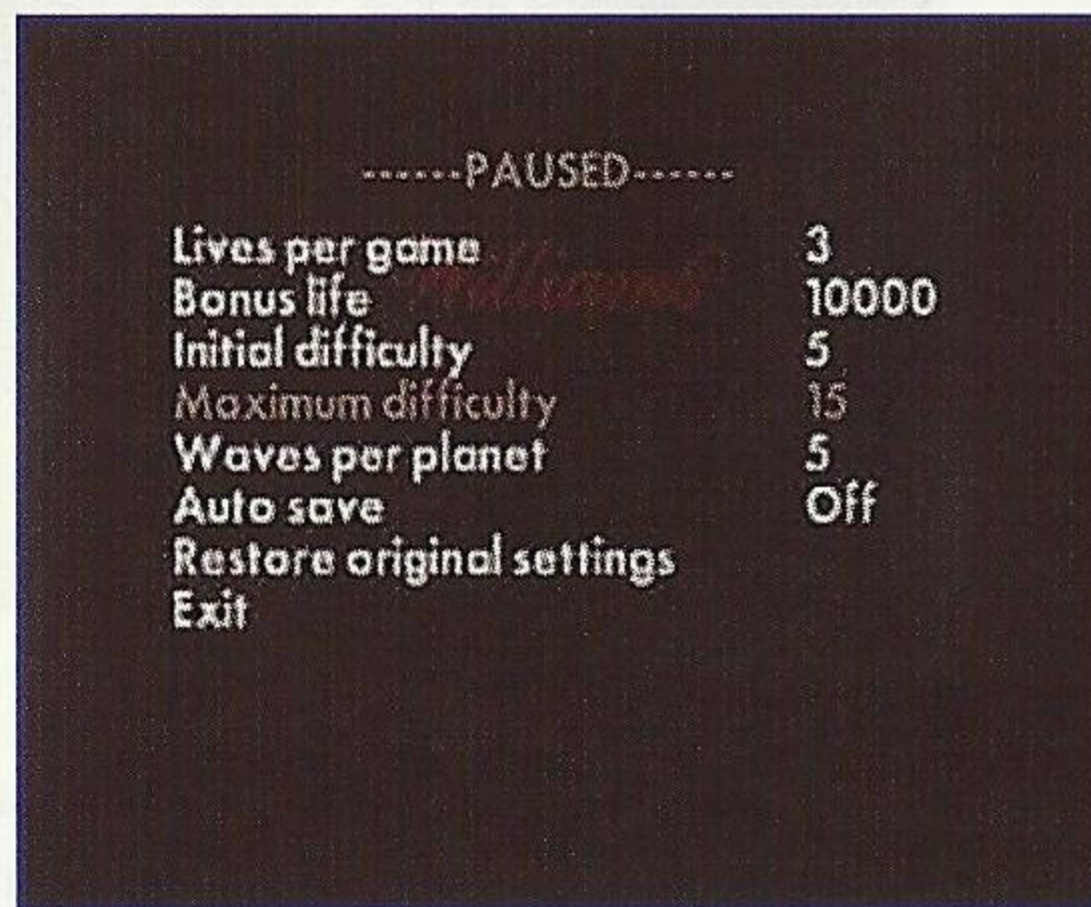 ------PAUSED------
Lives per game 3
Bonus life 10000
Williams
Initial difficulty 5
Maximum difficulty 15
Waves per planet 5
Auto save Off
Restore original settings
Exit